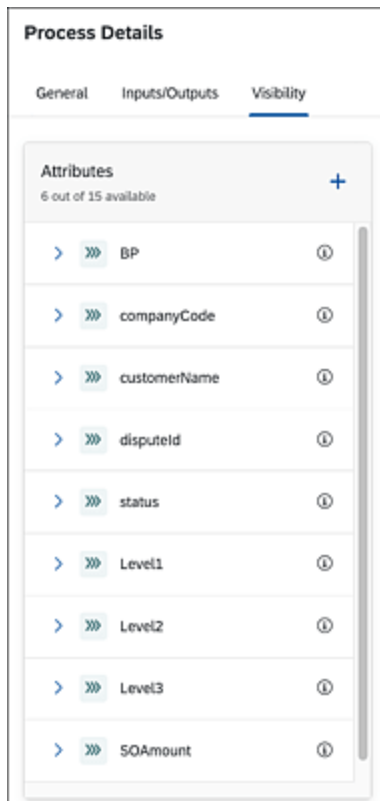 Process Details
General Inputs/Outputs Visibility
Attributes
6 out of 15 available
BP
companyCode
customerName
disputeId
status
Level1
Level2
Level3
SOAmount